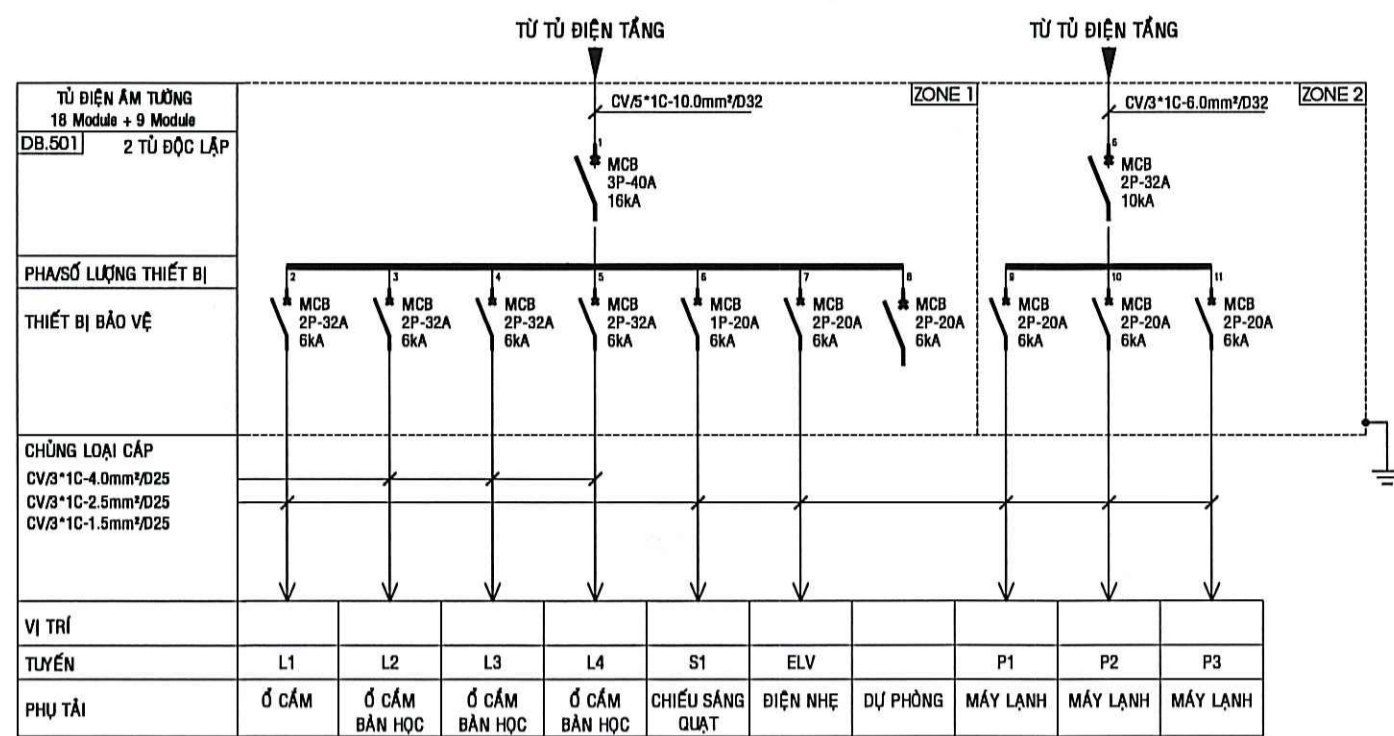 TỪ TỦ ĐIỆN TẦNG
TỪ TỦ ĐIỆN TẦNG
TỦ ĐIỆN ÂM TƯỜNG
18 Module + 9 Module
DB.501
2 TỦ ĐỘC LẬP
CV/5*1C-10.0mm²/D32
ZONE 1
CV/3*1C-6.0mm²/D32
ZONE 2
1
MCB
3P-40A
16kA
6
MCB
2P-32A
10kA
PHA/SỐ LƯỢNG THIẾT BỊ
THIẾT BỊ BẢO VỆ
2
MCB
2P-32A
6kA
3
MCB
2P-32A
6kA
4
MCB
2P-32A
6kA
5
MCB
2P-32A
6kA
6
MCB
1P-20A
6kA
7
MCB
2P-20A
6kA
8
MCB
2P-20A
6kA
9
MCB
2P-20A
6kA
10
MCB
2P-20A
6kA
11
MCB
2P-20A
6kA
CHỦNG LOẠI CÁP
CV/3*1C-4.0mm²/D25
CV/3*1C-2.5mm²/D25
CV/3*1C-1.5mm²/D25
VỊ TRÍ
TUYẾN L1 L2 L3 L4 S1 ELV P1 P2 P3
PHỤ TẢI
Ổ CẮM
Ổ CẮM
BÀN HỌC
Ổ CẮM
BÀN HỌC
Ổ CẮM
BÀN HỌC
CHIẾU SÁNG
QUẠT
ĐIỆN NHẸ
DỰ PHÒNG
MÁY LẠNH
MÁY LẠNH
MÁY LẠNH